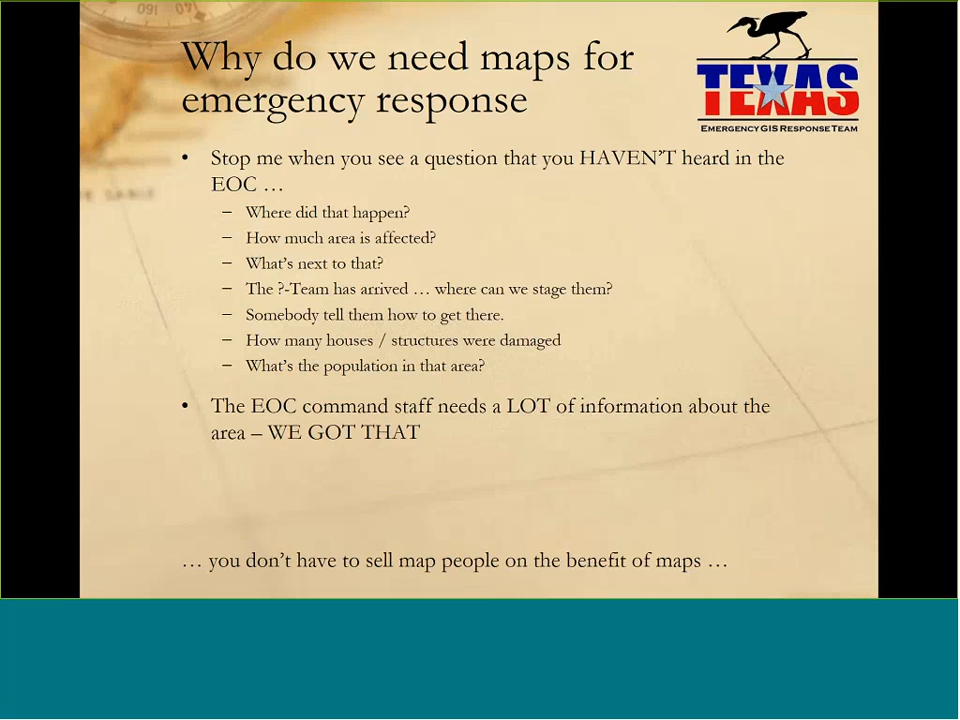 Why do we need maps for
emergency response
TEXAS
EMERGENCY GIS RESPONSE TEAM
• Stop me when you see a question that you HAVEN'T heard in the
EOC …
– Where did that happen?
– How much area is affected?
– What's next to that?
– The ?-Team has arrived … where can we stage them?
– Somebody tell them how to get there.
– How many houses / structures were damaged
– What's the population in that area?
• The EOC command staff needs a LOT of information about the
area – WE GOT THAT
… you don't have to sell map people on the benefit of maps …